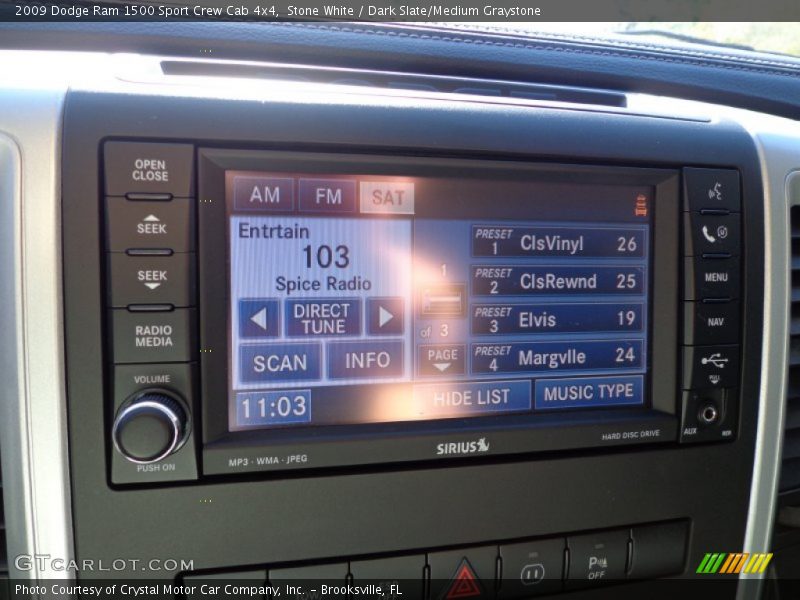 2009 Dodge Ram 1500 Sport Crew Cab 4x4, Stone White / Dark Slate/Medium Graystone
OPEN
CLOSE
SEEK
SEEK
RADIO
MEDIA
VOLUME
PUSH ON
AM FM SAT
Entrtain
103
Spice Radio
DIRECT
TUNE
SCAN INFO
11:03
1
of 3
PAGE
PRESET 1 ClsVinyl 26
PRESET 2 ClsRewnd 25
PRESET 3 Elvis 19
PRESET 4 Margvlle 24
HIDE LIST MUSIC TYPE
MP3 · WMA · JPEG
SIRIUS
HARD DISC DRIVE
MENU
NAV
AUX
OFF
GTCARLOT.COM
Photo Courtesy of Crystal Motor Car Company, Inc. – Brooksville, FL